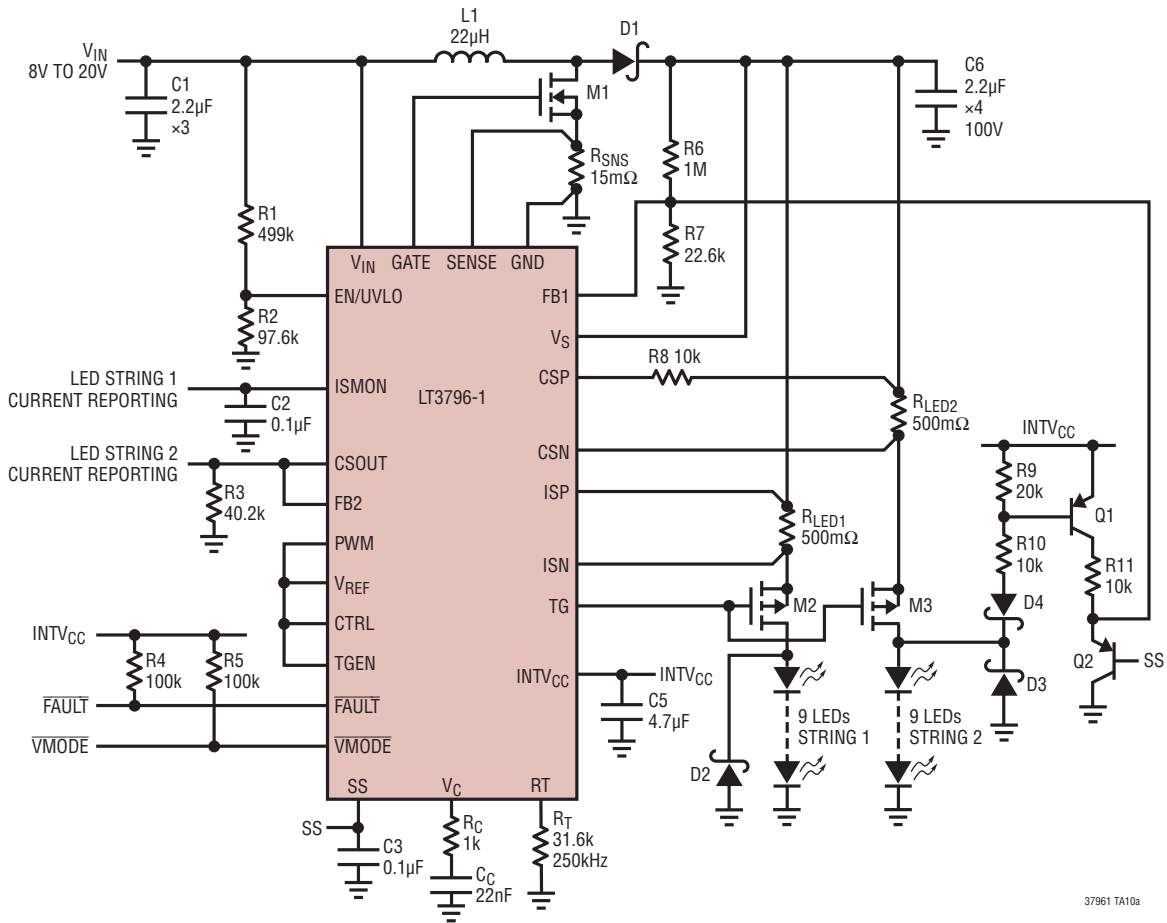 V_IN
8V TO 20V
C1
2.2µF
×3
L1
22µH
D1
M1
R_SNS
15mΩ
R6
1M
R7
22.6k
C6
2.2µF
×4
100V
R1
499k
R2
97.6k
V_IN
GATE
SENSE
GND
EN/UVLO
FB1
V_S
R8 10k
CSP
LT3796-1
LED STRING 1
CURRENT REPORTING
ISMON
C2
0.1µF
R_LED2
500mΩ
CSN
LED STRING 2
CURRENT REPORTING
CSOUT
R3
40.2k
FB2
ISP
R_LED1
500mΩ
ISN
INTV_CC
R9
20k
Q1
R10
10k
R11
10k
D4
PWM
V_REF
CTRL
TGEN
TG
M2
M3
Q2
SS
D3
INTV_CC
R4
100k
R5
100k
FAULT
FAULT
VMODE
VMODE
INTV_CC
INTV_CC
C5
4.7µF
D2
9 LEDs
STRING 1
9 LEDs
STRING 2
SS
V_C
RT
SS
C3
0.1µF
R_C
1k
C_C
22nF
R_T
31.6k
250kHz
37961 TA10a